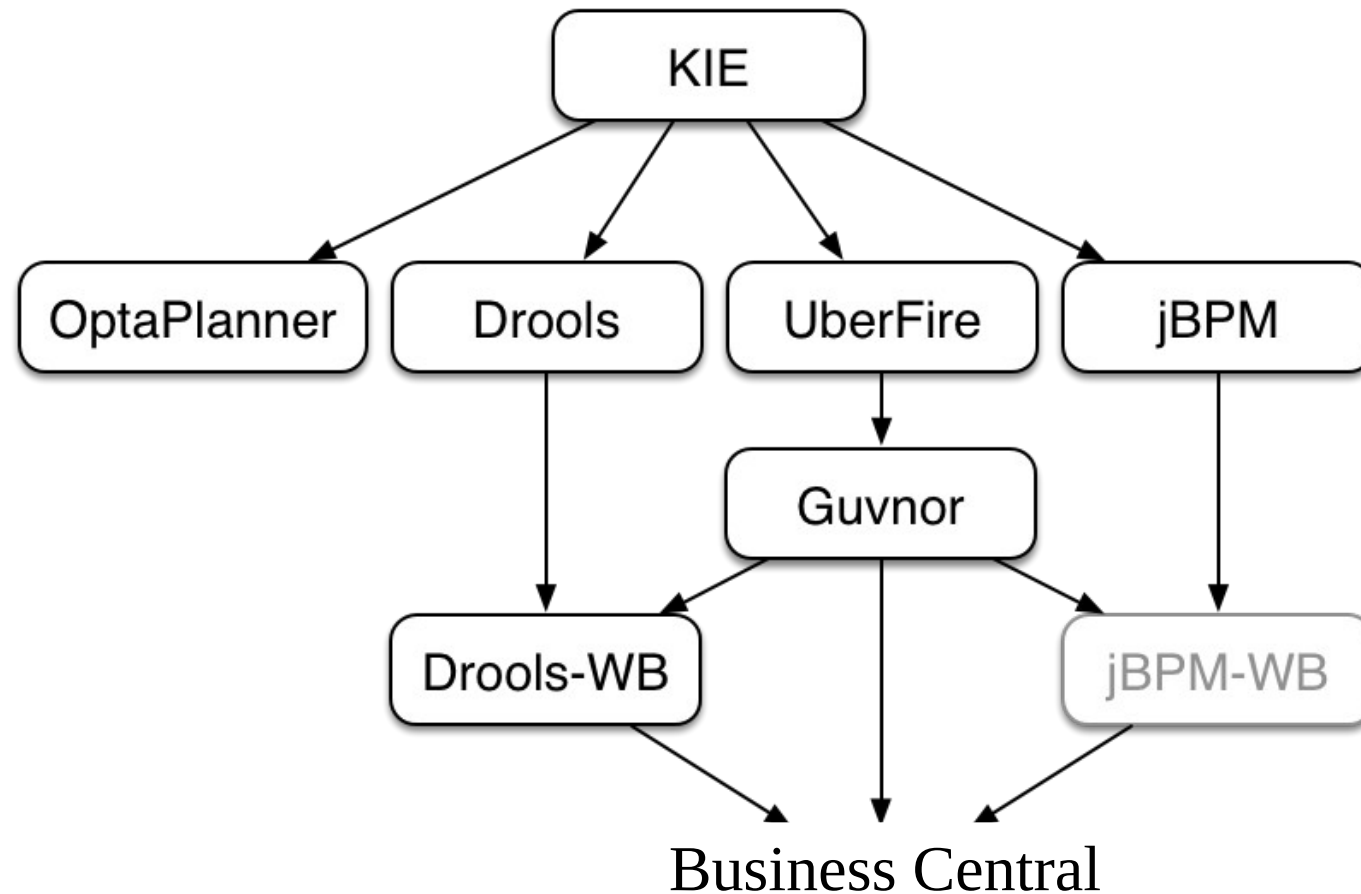 KIE
OptaPlanner
Drools
UberFire
jBPM
Guvnor
Drools-WB
jBPM-WB
Business Central